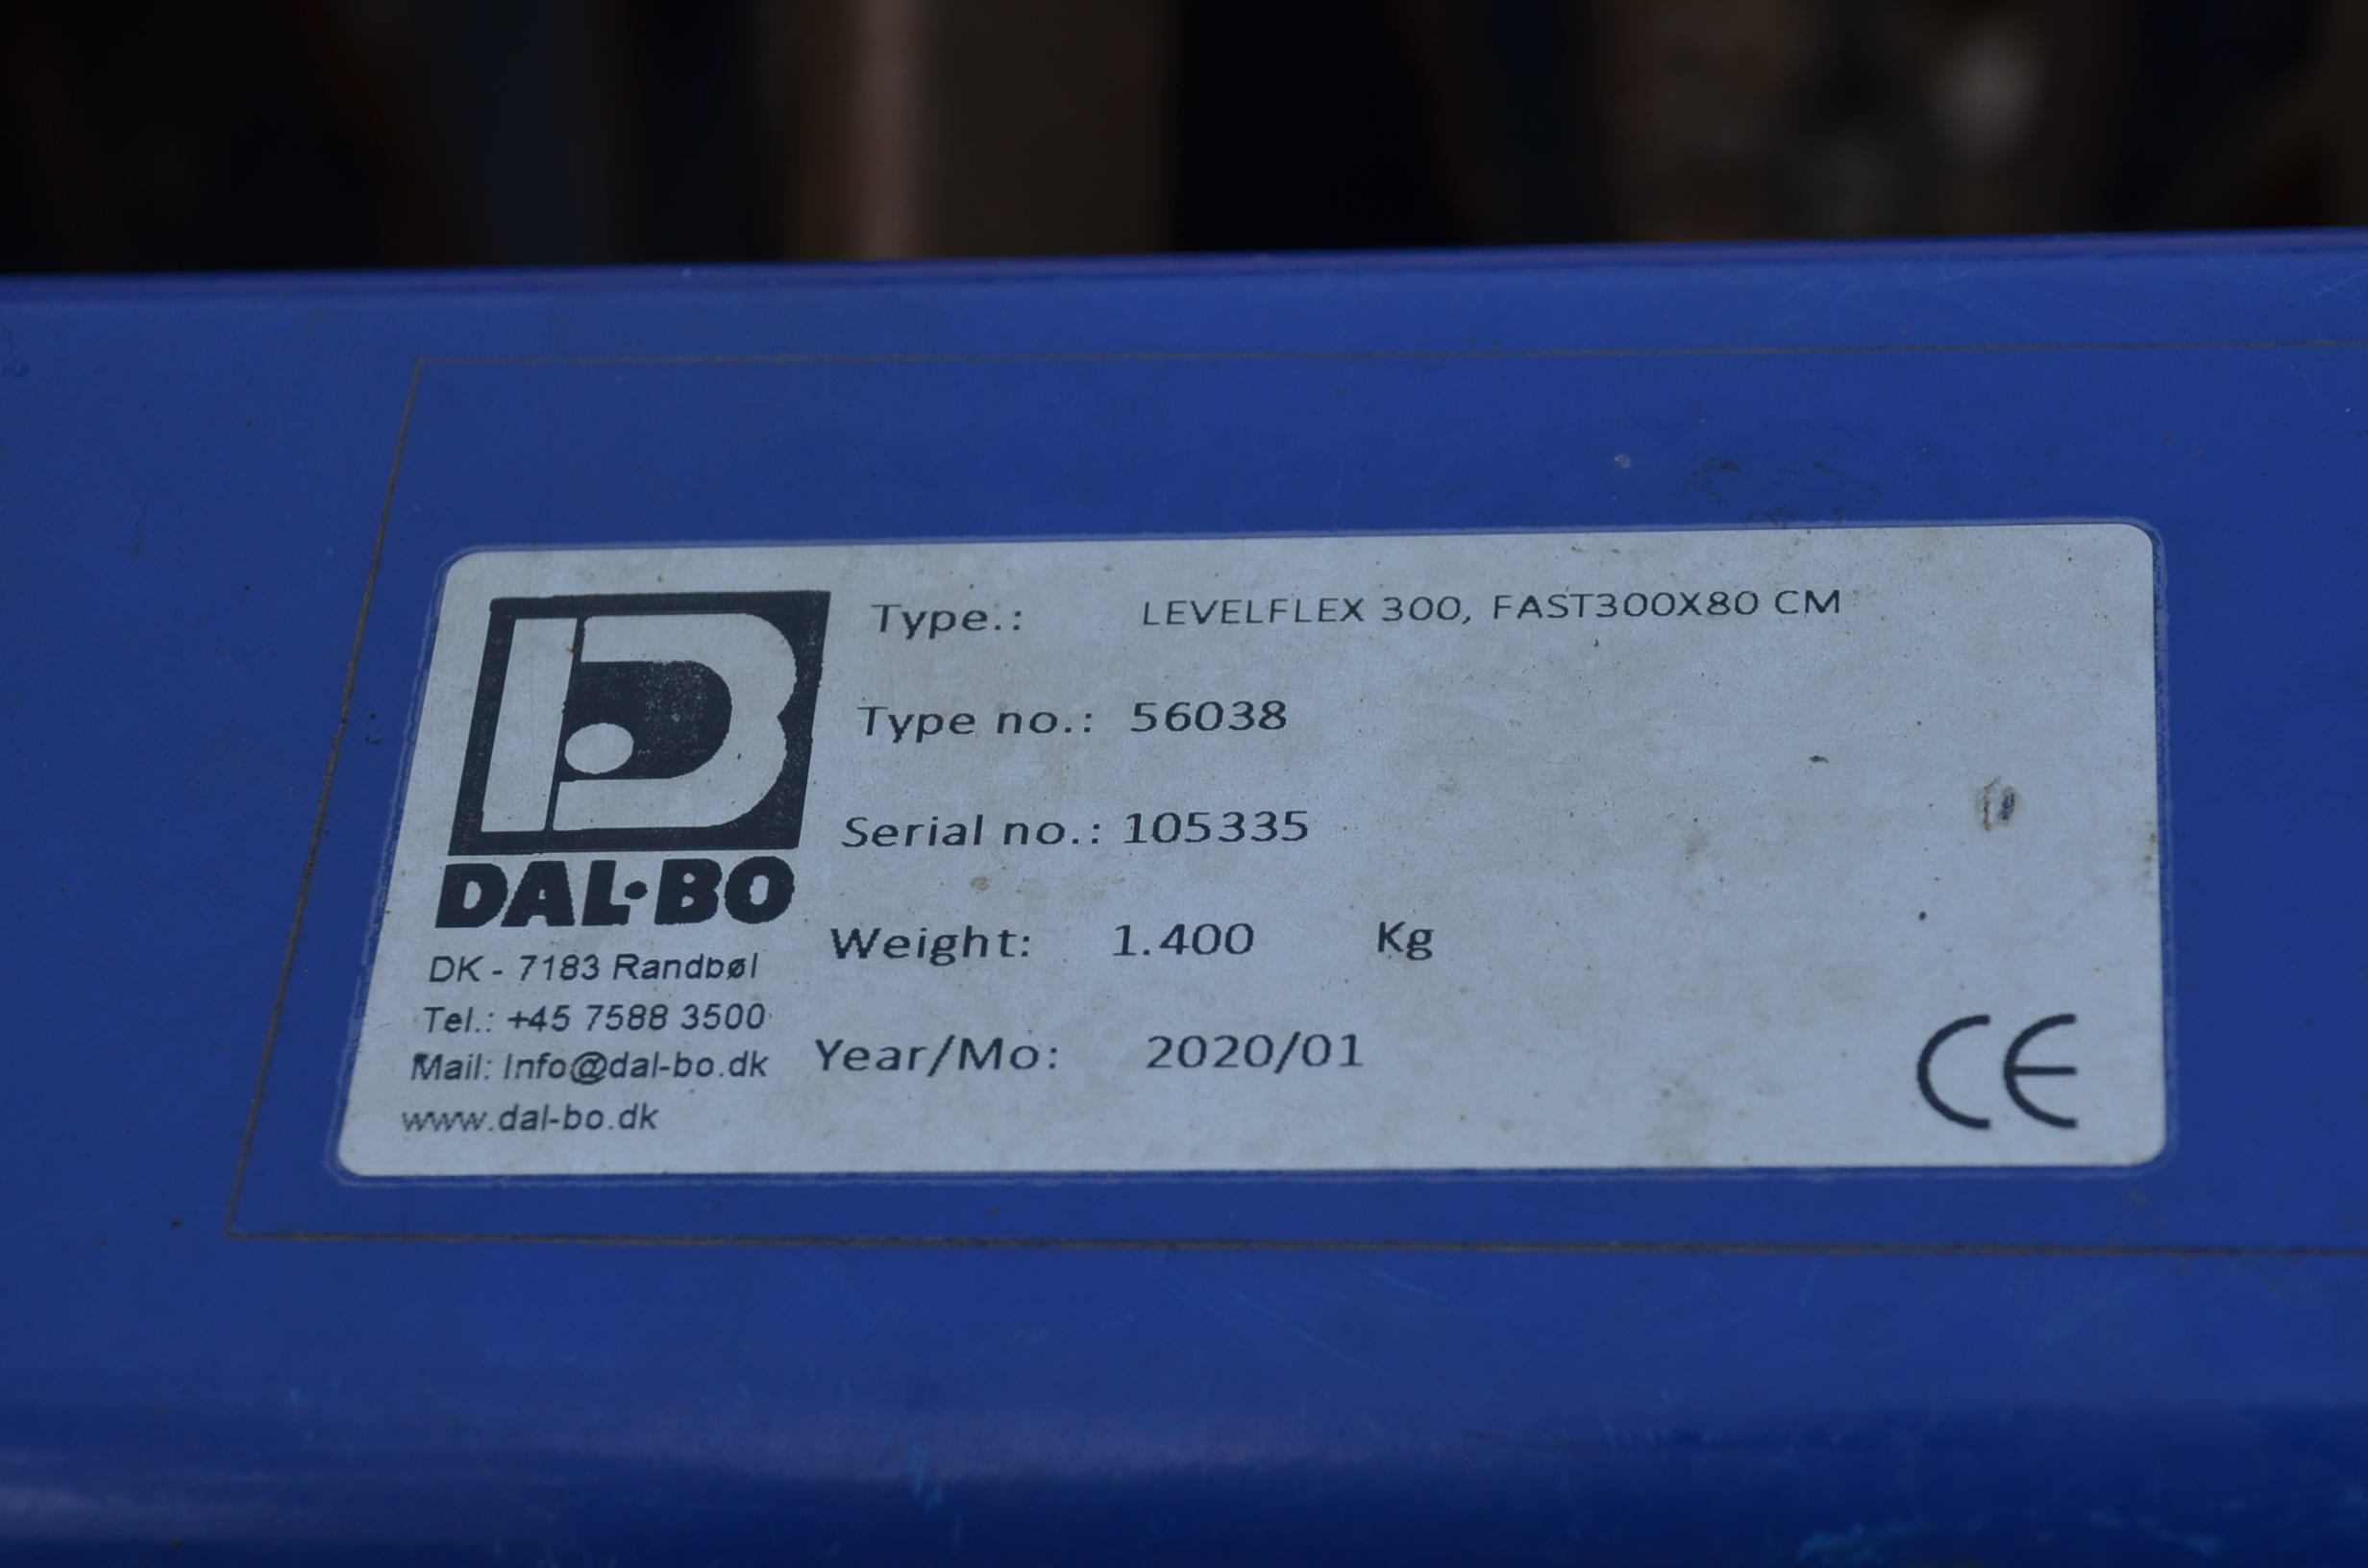 Type.: LEVELFLEX 300, FAST300X80 CM
Type no.: 56038
Serial no.: 105335
Weight: 1.400 Kg
Year/Mo: 2020/01
DAL·BO
DK - 7183 Randbøl
Tel.: +45 7588 3500
Mail: Info@dal-bo.dk
www.dal-bo.dk
CE